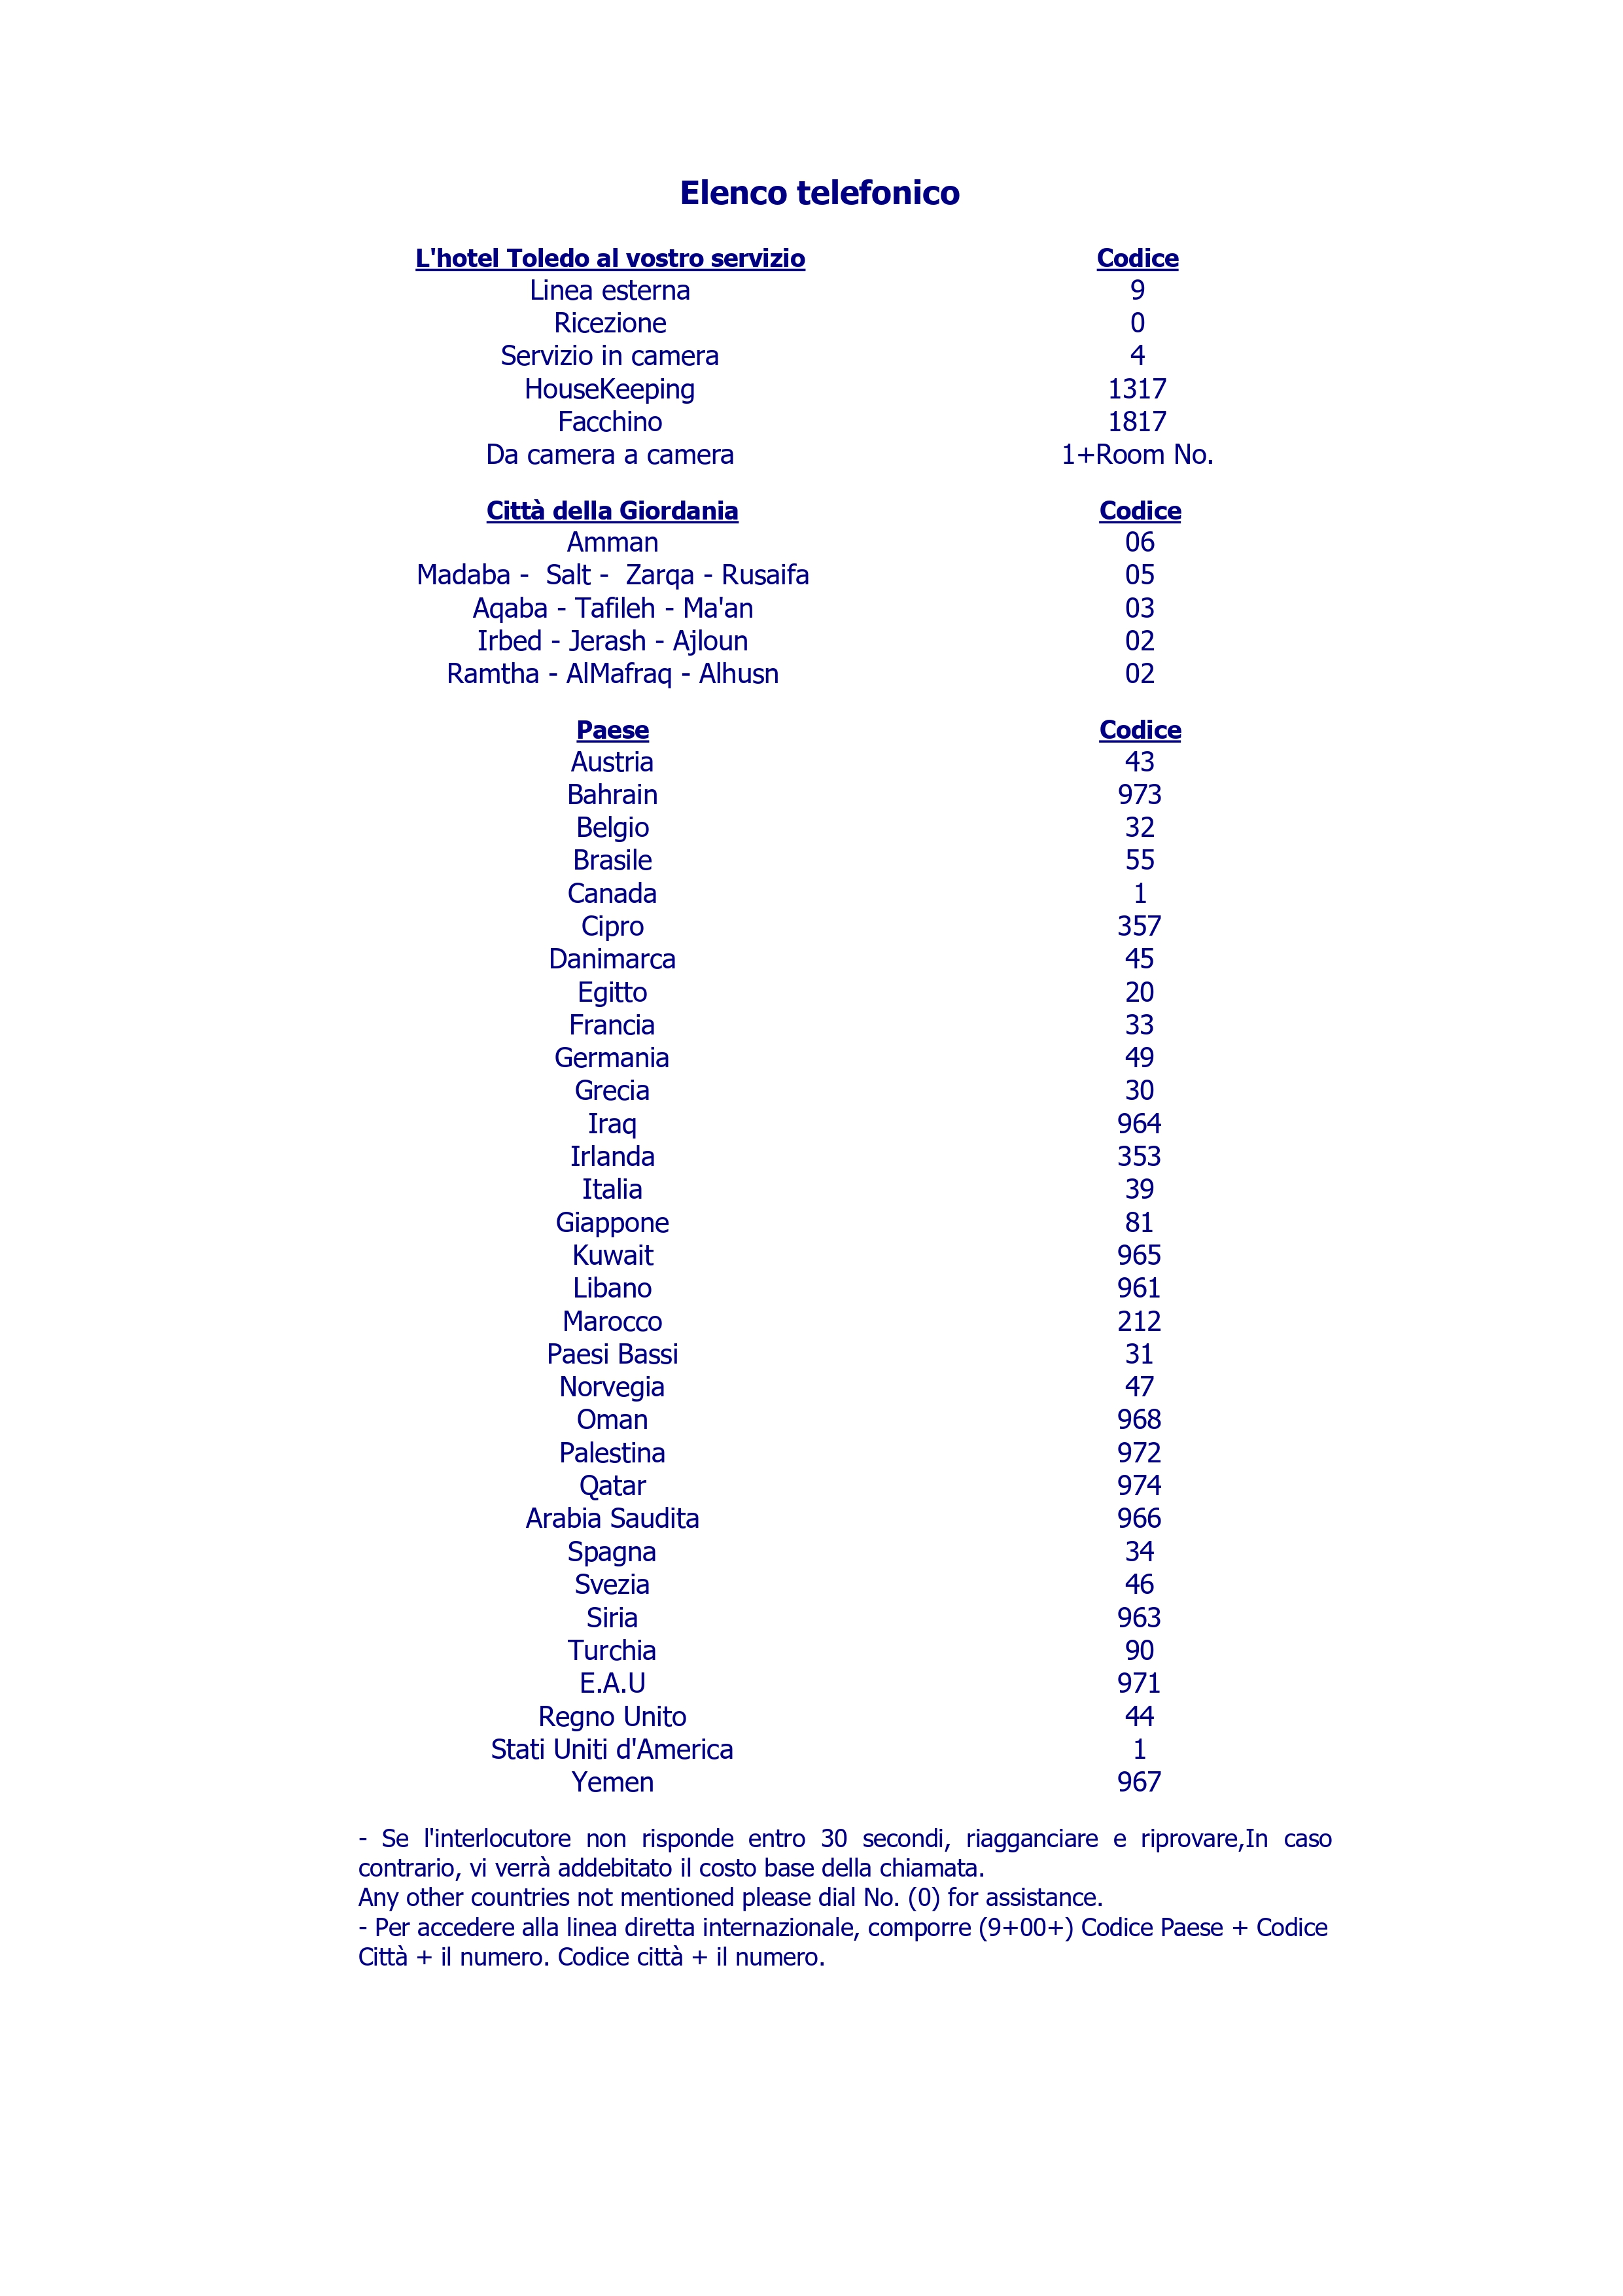 Elenco telefonico
L'hotel Toledo al vostro servizio Codice
Linea esterna 9
Ricezione 0
Servizio in camera 4
HouseKeeping 1317
Facchino 1817
Da camera a camera 1+Room No.
Città della Giordania Codice
Amman 06
Madaba - Salt - Zarqa - Rusaifa 05
Aqaba - Tafileh - Ma'an 03
Irbed - Jerash - Ajloun 02
Ramtha - AlMafraq - Alhusn 02
Paese Codice
Austria 43
Bahrain 973
Belgio 32
Brasile 55
Canada 1
Cipro 357
Danimarca 45
Egitto 20
Francia 33
Germania 49
Grecia 30
Iraq 964
Irlanda 353
Italia 39
Giappone 81
Kuwait 965
Libano 961
Marocco 212
Paesi Bassi 31
Norvegia 47
Oman 968
Palestina 972
Qatar 974
Arabia Saudita 966
Spagna 34
Svezia 46
Siria 963
Turchia 90
E.A.U 971
Regno Unito 44
Stati Uniti d'America 1
Yemen 967
- Se l'interlocutore non risponde entro 30 secondi, riagganciare e riprovare,In caso
contrario, vi verrà addebitato il costo base della chiamata.
Any other countries not mentioned please dial No. (0) for assistance.
- Per accedere alla linea diretta internazionale, comporre (9+00+) Codice Paese + Codice
Città + il numero. Codice città + il numero.